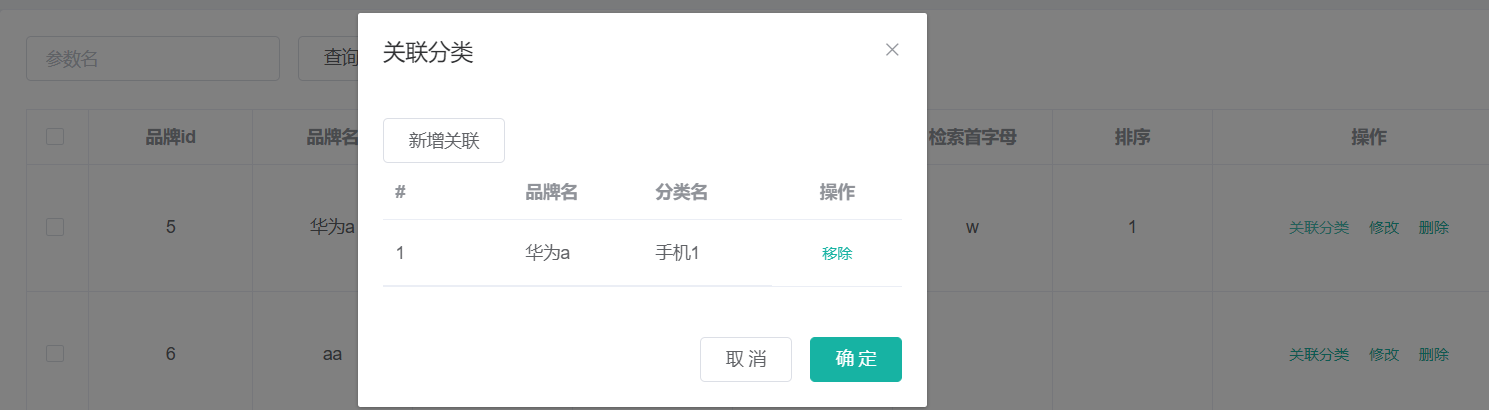 关联分类
参数名 查询
新增关联
品牌id 品牌名 检索首字母 排序 操作
# 品牌名 分类名 操作
5 华为a w 1 关联分类 修改 删除
1 华为a 手机1 移除
6 aa 关联分类 修改 删除
取 消 确 定